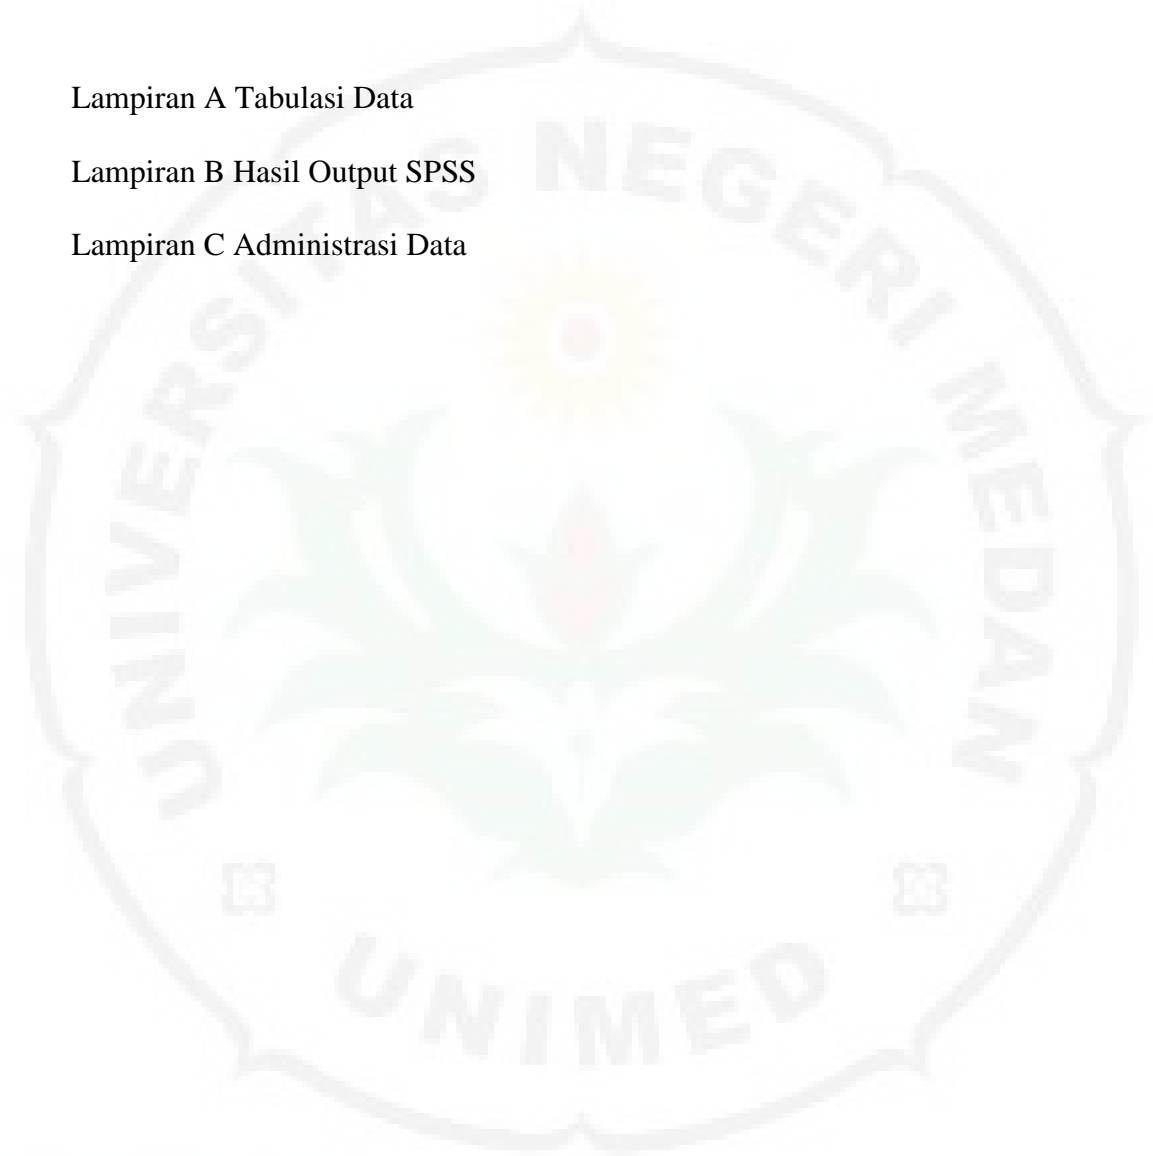 Lampiran A Tabulasi Data
Lampiran B Hasil Output SPSS
Lampiran C Administrasi Data
UNIVERSITAS NEGERI MEDAN
UNIMED